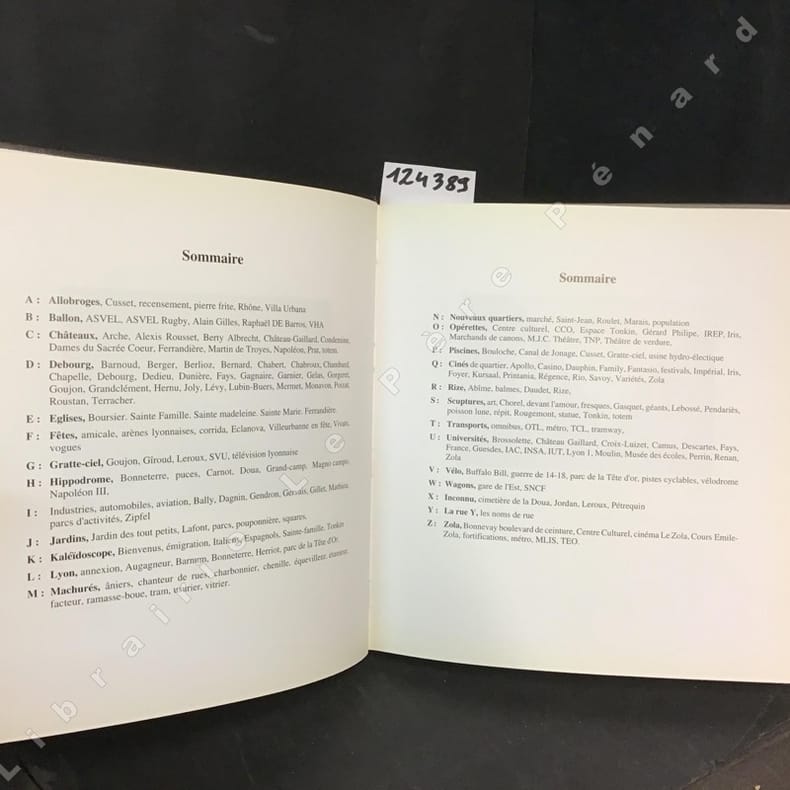 124389
Sommaire
A : Allobroges, Cusset, recensement, pierre frite, Rhône, Villa Urbana
B : Ballon, ASVEL, ASVEL Rugby, Alain Gilles, Raphaël DE Barros, VHA
C : Châteaux, Arche, Alexis Rousset, Berty Albrecht, Château-Gaillard, Condemine,
Dames du Sacrée Coeur, Ferrandière, Martin de Troyes, Napoléon, Prat, totem.
D : Debourg, Barnoud, Berger, Berlioz, Bernard, Chabert, Chabroux, Chambard,
Chapelle, Debourg, Dedieu, Dunière, Fays, Gagnaire, Garnier, Gelas, Gorgeret,
Goujon, Grandclément, Hernu, Joly, Lévy, Lubin-Buers, Mermet, Monavon, Poizat,
Roustan, Terracher.
E : Eglises, Boursier. Sainte Famille. Sainte madeleine. Sainte Marie. Ferrandière.
F : Fêtes, amicale, arènes lyonnaises, corrida, Eclanova, Villeurbanne en fête, Vivats,
vogues
G : Gratte-ciel, Goujon, Giroud, Leroux, SVU, télévision lyonnaise
H : Hippodrome, Bonneterre, puces, Carnot, Doua, Grand-camp, Magno campo,
Napoléon III,
I : Industries, automobiles, aviation, Bally, Dagnin, Gendron, Gervais, Gillet, Mathieu,
parcs d'activités, Zipfel
J : Jardins, Jardin des tout petits, Lafont, parcs, pouponnière, squares,
K : Kaléïdoscope, Bienvenus, émigration, Italiens, Espagnols, Sainte-famille, Tonkin
L : Lyon, annexion, Augagneur, Barnum, Bonneterre, Herriot, parc de la Tête d'Or.
M : Machurés, âniers, chanteur de rues, charbonnier, chenille, équevilleur, étameur,
facteur, ramasse-boue, tram, usurier, vitrier.
Sommaire
N : Nouveaux quartiers, marché, Saint-Jean, Roulet, Marais, population
O : Opérettes, Centre culturel, CCO, Espace Tonkin, Gérard Philipe, IREP, Iris,
Marchands de canons, M.J.C. Théâtre, TNP, Théâtre de verdure,
P : Piscines, Bouloche, Canal de Jonage, Cusset, Gratte-ciel, usine hydro-électique
Q : Cinés de quartier, Apollo, Casino, Dauphin, Family, Fantasio, festivals, Impérial, Iris,
Foyer, Kursaal, Printania, Régence, Rio, Savoy, Variétés, Zola
R : Rize, Abîme, balmes, Daudet, Rize,
S : Scuptures, art, Chorel, devant l'amour, fresques, Gasquet, géants, Lebossé, Pendariès,
poisson lune, répit, Rougemont, statue, Tonkin, totem
T : Transports, omnibus, OTL, métro, TCL, tramway,
U : Universités, Brossolette, Château Gaillard, Croix-Luizet, Camus, Descartes, Fays,
France, Guesdes, IAC, INSA, IUT, Lyon 1, Moulin, Musée des écoles, Perrin, Renan,
Zola
V : Vélo, Buffalo Bill, guerre de 14-18, parc de la Tête d'or, pistes cyclables, vélodrome
W : Wagons, gare de l'Est, SNCF
X : Inconnu, cimetière de la Doua, Jordan, Leroux, Pétrequin
Y : La rue Y, les noms de rue
Z : Zola, Bonnevay boulevard de ceinture, Centre Culturel, cinéma Le Zola, Cours Emile-
Zola, fortifications, métro, MLIS, TEO.
Librairie Le Père Pénard